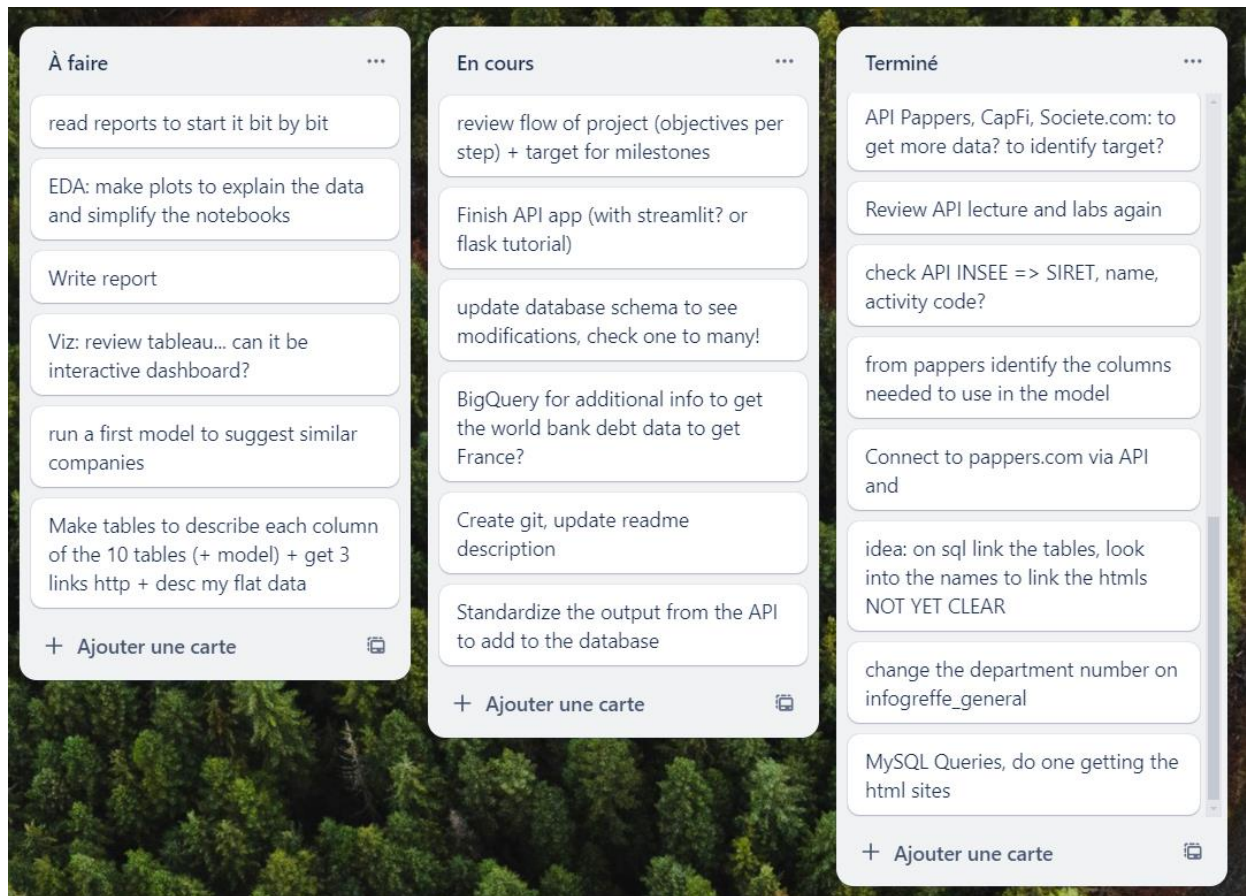 À faire
read reports to start it bit by bit
EDA: make plots to explain the data
and simplify the notebooks
Write report
Viz: review tableau... can it be
interactive dashboard?
run a first model to suggest similar
companies
Make tables to describe each column
of the 10 tables (+ model) + get 3
links http + desc my flat data
+ Ajouter une carte
En cours
review flow of project (objectives per
step) + target for milestones
Finish API app (with streamlit? or
flask tutorial)
update database schema to see
modifications, check one to many!
BigQuery for additional info to get
the world bank debt data to get
France?
Create git, update readme
description
Standardize the output from the API
to add to the database
+ Ajouter une carte
Terminé
API Pappers, CapFi, Societe.com: to
get more data? to identify target?
Review API lecture and labs again
check API INSEE => SIRET, name,
activity code?
from pappers identify the columns
needed to use in the model
Connect to pappers.com via API
and
idea: on sql link the tables, look
into the names to link the htmls
NOT YET CLEAR
change the department number on
infogreffe_general
MySQL Queries, do one getting the
html sites
+ Ajouter une carte